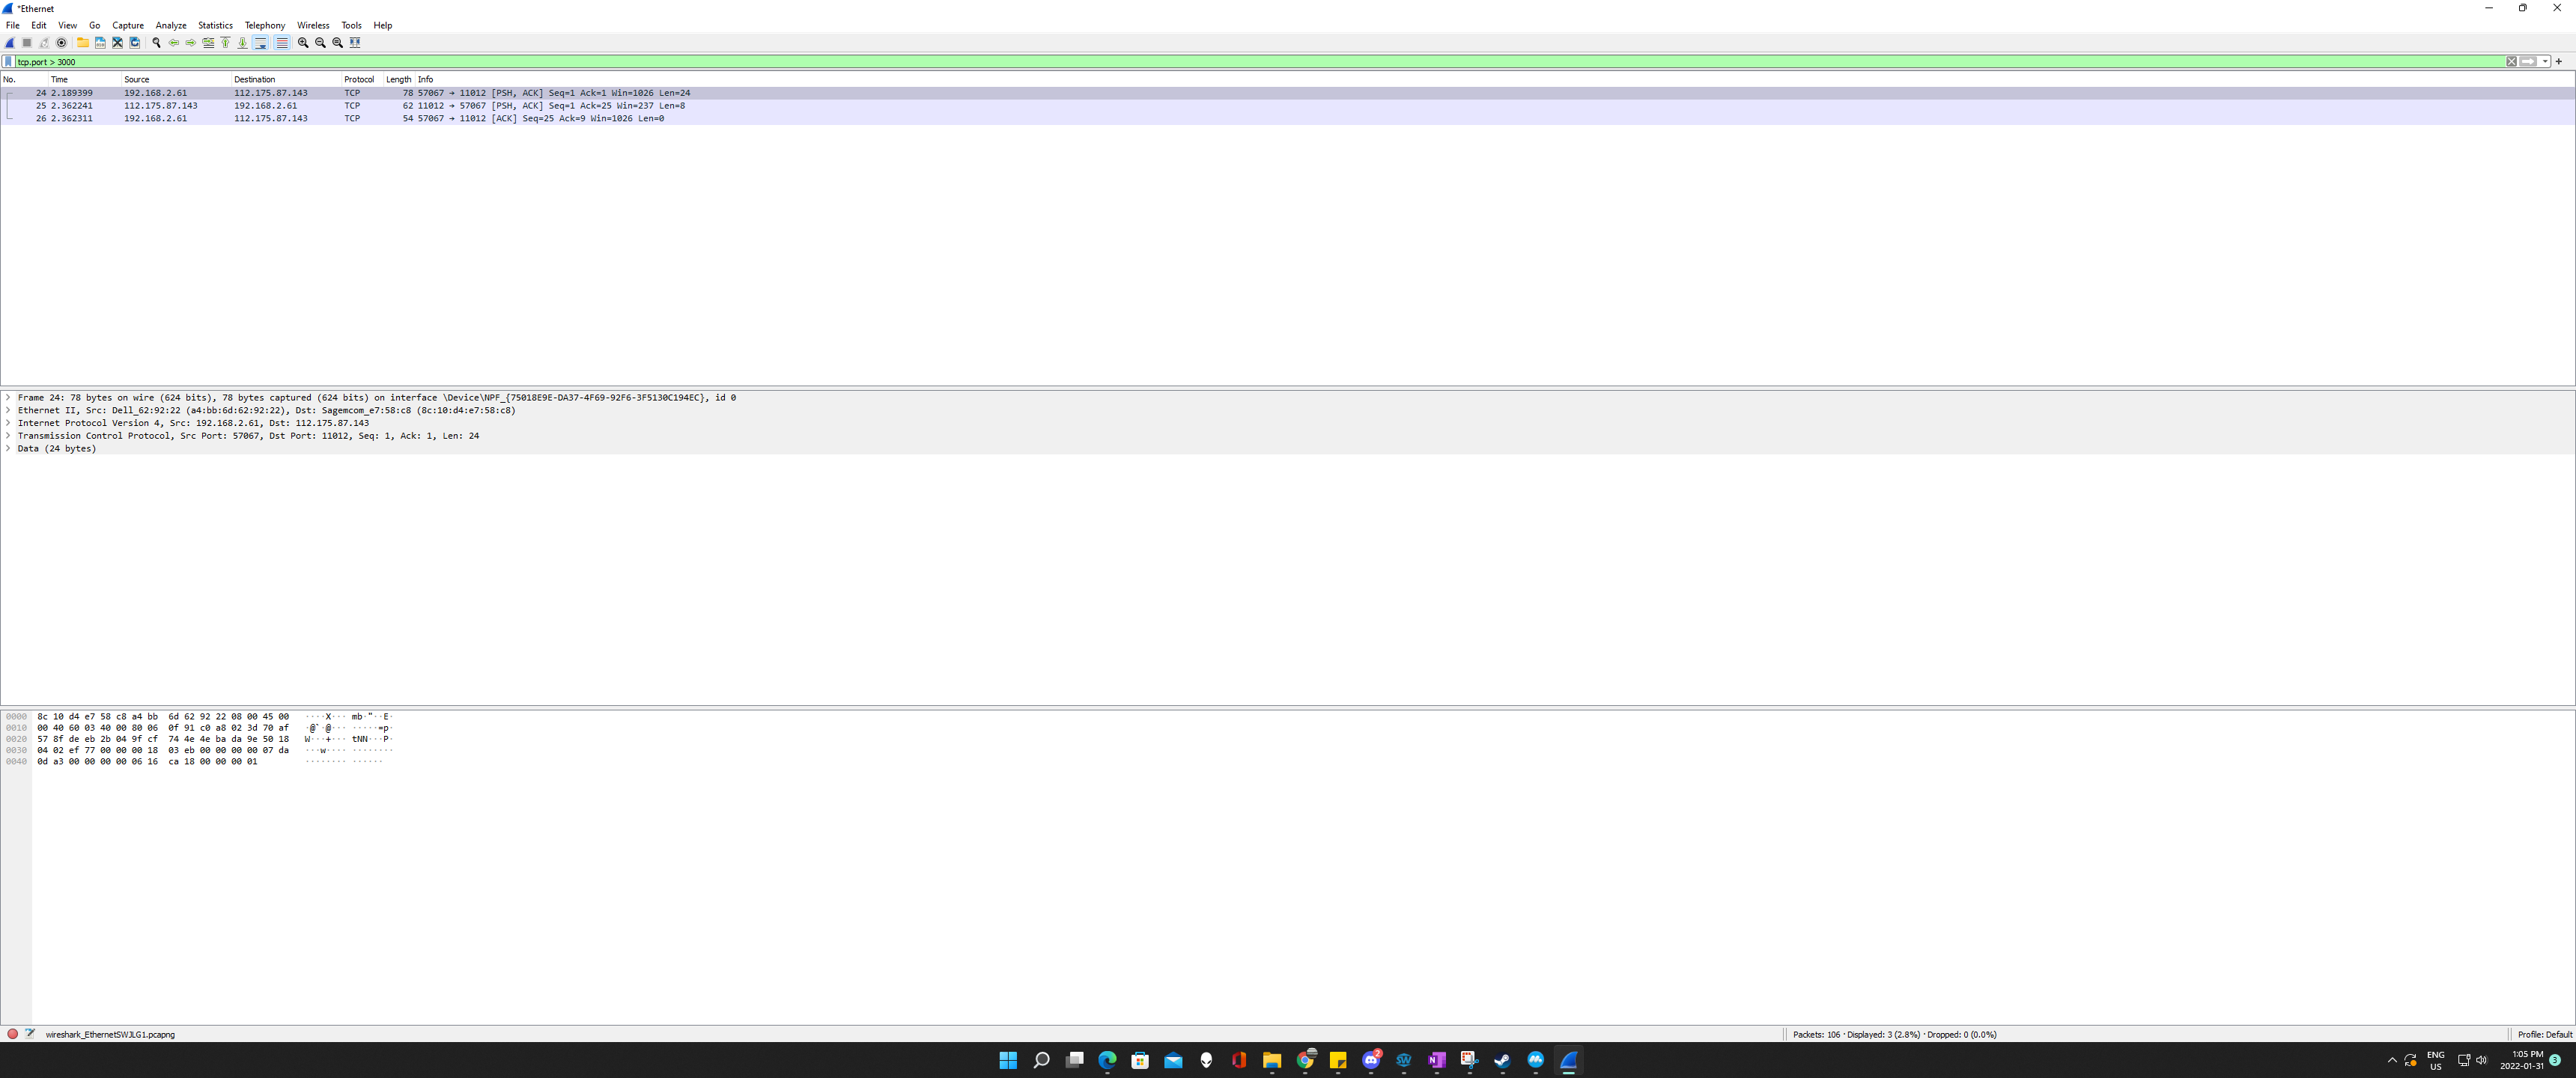 *Ethernet
File Edit View Go Capture Analyze Statistics Telephony Wireless Tools Help
tcp.port > 3000
No. Time Source Destination Protocol Length Info
24 2.189399 192.168.2.61 112.175.87.143 TCP 78 57067 → 11012 [PSH, ACK] Seq=1 Ack=1 Win=1026 Len=24
25 2.362241 112.175.87.143 192.168.2.61 TCP 62 11012 → 57067 [PSH, ACK] Seq=1 Ack=25 Win=237 Len=8
26 2.362311 192.168.2.61 112.175.87.143 TCP 54 57067 → 11012 [ACK] Seq=25 Ack=9 Win=1026 Len=0
Frame 24: 78 bytes on wire (624 bits), 78 bytes captured (624 bits) on interface \Device\NPF_{75018E9E-DA37-4F69-92F6-3F5130C194EC}, id 0
Ethernet II, Src: Dell_62:92:22 (a4:bb:6d:62:92:22), Dst: Sagemcom_e7:58:c8 (8c:10:d4:e7:58:c8)
Internet Protocol Version 4, Src: 192.168.2.61, Dst: 112.175.87.143
Transmission Control Protocol, Src Port: 57067, Dst Port: 11012, Seq: 1, Ack: 1, Len: 24
Data (24 bytes)
0000 8c 10 d4 e7 58 c8 a4 bb 6d 62 92 22 08 00 45 00 ····X··· mb·"··E·
0010 00 40 60 03 40 00 80 06 0f 91 c0 a8 02 3d 70 af ·@`·@··· ·····=p·
0020 57 8f de eb 2b 04 9f cf 74 4e 4e ba da 9e 50 18 W···+··· tNN···P·
0030 04 02 ef 77 00 00 00 18 03 eb 00 00 00 00 07 da ···w···· ········
0040 0d a3 00 00 00 00 06 16 ca 18 00 00 00 01 ········ ······
wireshark_EthernetSWJLG1.pcapng Packets: 106 · Displayed: 3 (2.8%) · Dropped: 0 (0.0%) Profile: Default
2
ENG
US
1:05 PM
2022-01-31
3